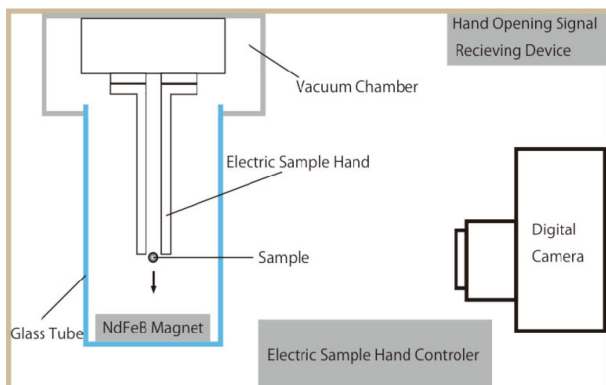 Hand Opening Signal
Recieving Device
Vacuum Chamber
Electric Sample Hand
Sample
Digital
Camera
Glass Tube
NdFeB Magnet
Electric Sample Hand Controler